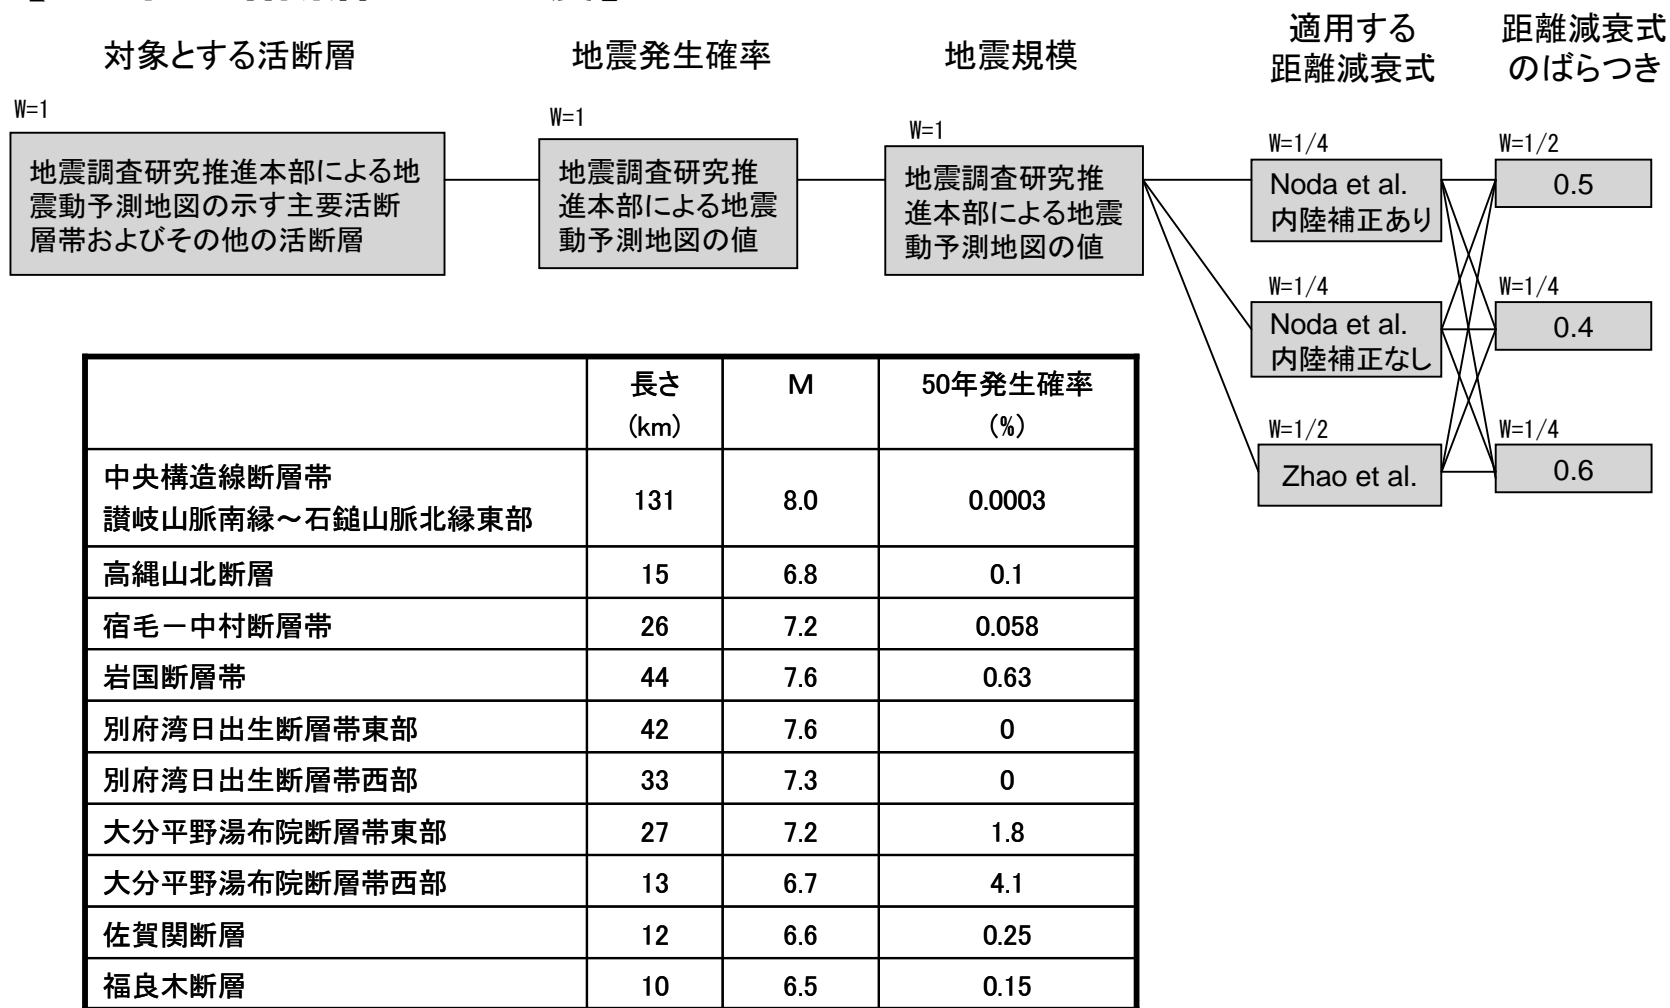 対象とする活断層
地震発生確率
地震規模
適用する
距離減衰式
距離減衰式
のばらつき
W=1
地震調査研究推進本部による地
震動予測地図の示す主要活断
層帯およびその他の活断層
W=1
地震調査研究推
進本部による地震
動予測地図の値
W=1
地震調査研究推
進本部による地震
動予測地図の値
W=1/4
Noda et al.
内陸補正あり
W=1/4
Noda et al.
内陸補正なし
W=1/2
Zhao et al.
W=1/2
0.5
W=1/4
0.4
W=1/4
0.6
長さ
(km)
M
50年発生確率
(%)
中央構造線断層帯
讃岐山脈南縁～石鎚山脈北縁東部
131
8.0
0.0003
高縄山北断層
15
6.8
0.1
宿毛－中村断層帯
26
7.2
0.058
岩国断層帯
44
7.6
0.63
別府湾日出生断層帯東部
42
7.6
0
別府湾日出生断層帯西部
33
7.3
0
大分平野湯布院断層帯東部
27
7.2
1.8
大分平野湯布院断層帯西部
13
6.7
4.1
佐賀関断層
12
6.6
0.25
福良木断層
10
6.5
0.15